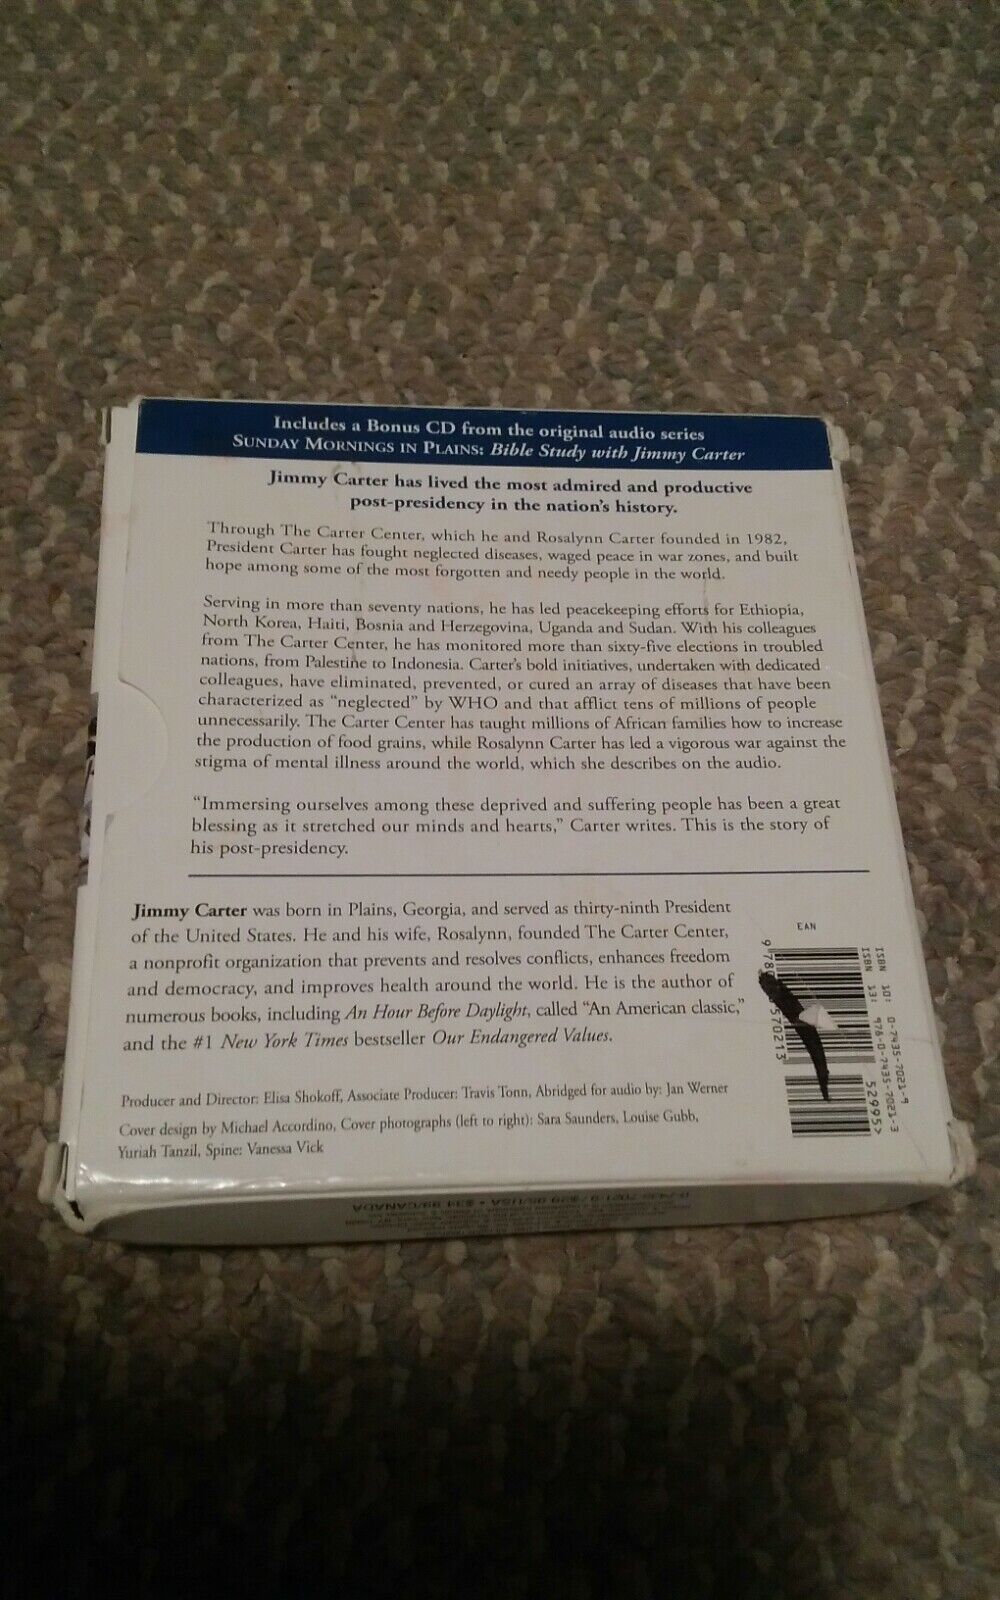 Includes a Bonus CD from the original audio series
SUNDAY MORNINGS IN PLAINS: Bible Study with Jimmy Carter
Jimmy Carter has lived the most admired and productive
post-presidency in the nation's history.
Through The Carter Center, which he and Rosalynn Carter founded in 1982,
President Carter has fought neglected diseases, waged peace in war zones, and built
hope among some of the most forgotten and needy people in the world.
Serving in more than seventy nations, he has led peacekeeping efforts for Ethiopia,
North Korea, Haiti, Bosnia and Herzegovina, Uganda and Sudan. With his colleagues
from The Carter Center, he has monitored more than sixty-five elections in troubled
nations, from Palestine to Indonesia. Carter's bold initiatives, undertaken with dedicated
colleagues, have eliminated, prevented, or cured an array of diseases that have been
characterized as "neglected" by WHO and that afflict tens of millions of people
unnecessarily. The Carter Center has taught millions of African families how to increase
the production of food grains, while Rosalynn Carter has led a vigorous war against the
stigma of mental illness around the world, which she describes on the audio.
"Immersing ourselves among these deprived and suffering people has been a great
blessing as it stretched our minds and hearts," Carter writes. This is the story of
his post-presidency.
Jimmy Carter was born in Plains, Georgia, and served as thirty-ninth President
of the United States. He and his wife, Rosalynn, founded The Carter Center,
a nonprofit organization that prevents and resolves conflicts, enhances freedom
and democracy, and improves health around the world. He is the author of
numerous books, including An Hour Before Daylight, called "An American classic,"
and the #1 New York Times bestseller Our Endangered Values.
Producer and Director: Elisa Shokoff, Associate Producer: Travis Tonn, Abridged for audio by: Jan Werner
Cover design by Michael Accordino, Cover photographs (left to right): Sara Saunders, Louise Gubb,
Yuriah Tanzil, Spine: Vanessa Vick
EAN
ISBN 10: 0-7435-7021-9
ISBN 13: 978-0-7435-7021-3
52995>
0-7435-7021-9 / $29.95/USA • $34.99/CANADA